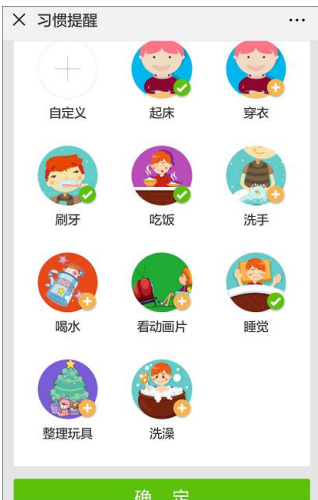 习惯提醒
自定义
起床
穿衣
刷牙
吃饭
洗手
喝水
看动画片
睡觉
整理玩具
洗澡
确 定